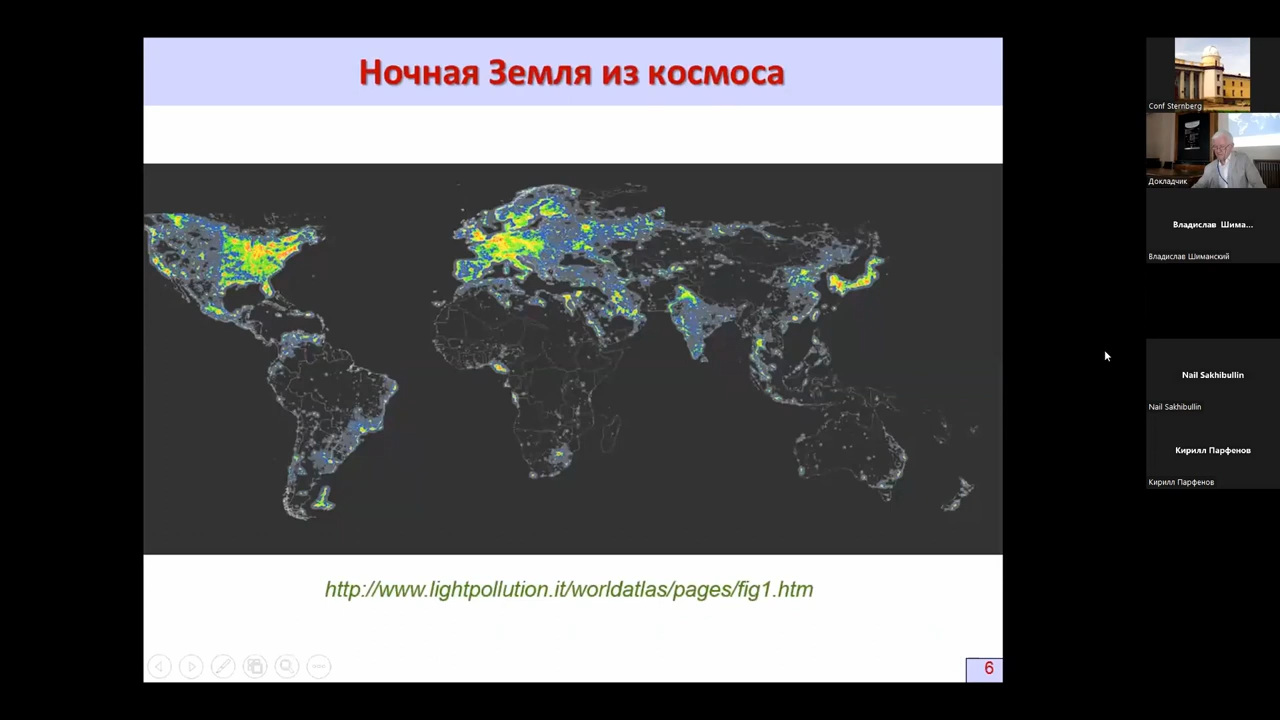 Ночная Земля из космоса
http://www.lightpollution.it/worldatlas/pages/fig1.htm
6
Conf Sternberg
Докладчик
Владислав Шима...
Владислав Шиманский
Nail Sakhibullin
Nail Sakhibullin
Кирилл Парфенов
Кирилл Парфенов